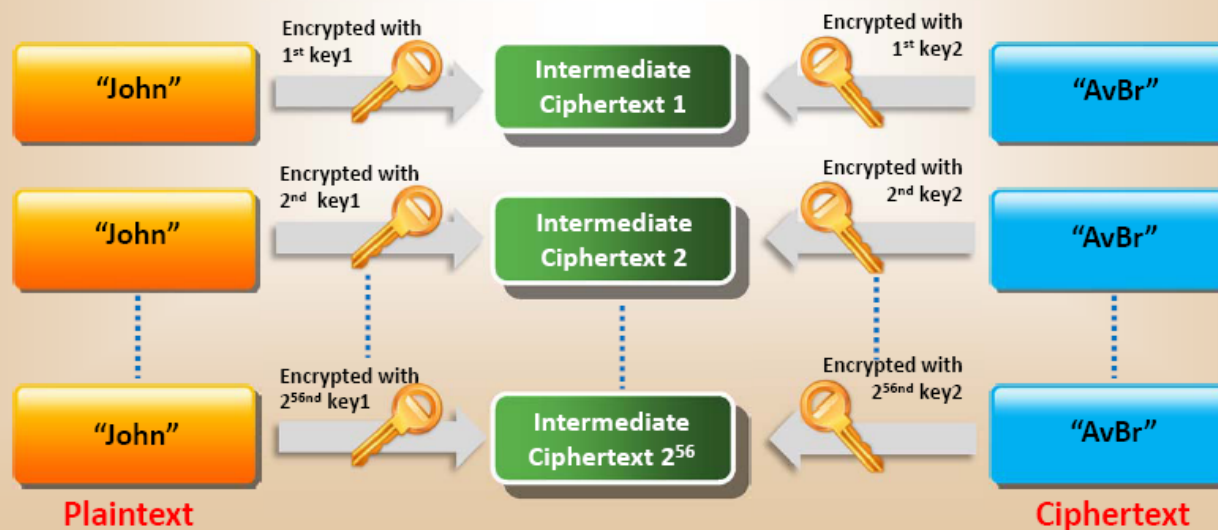 Encrypted with
1st key1
Encrypted with
1st key2
“John”
Intermediate
Ciphertext 1
“AvBr”
Encrypted with
2nd key1
Encrypted with
2nd key2
“John”
Intermediate
Ciphertext 2
“AvBr”
Encrypted with
256nd key1
Encrypted with
256nd key2
“John”
Intermediate
Ciphertext 256
“AvBr”
Plaintext
Ciphertext